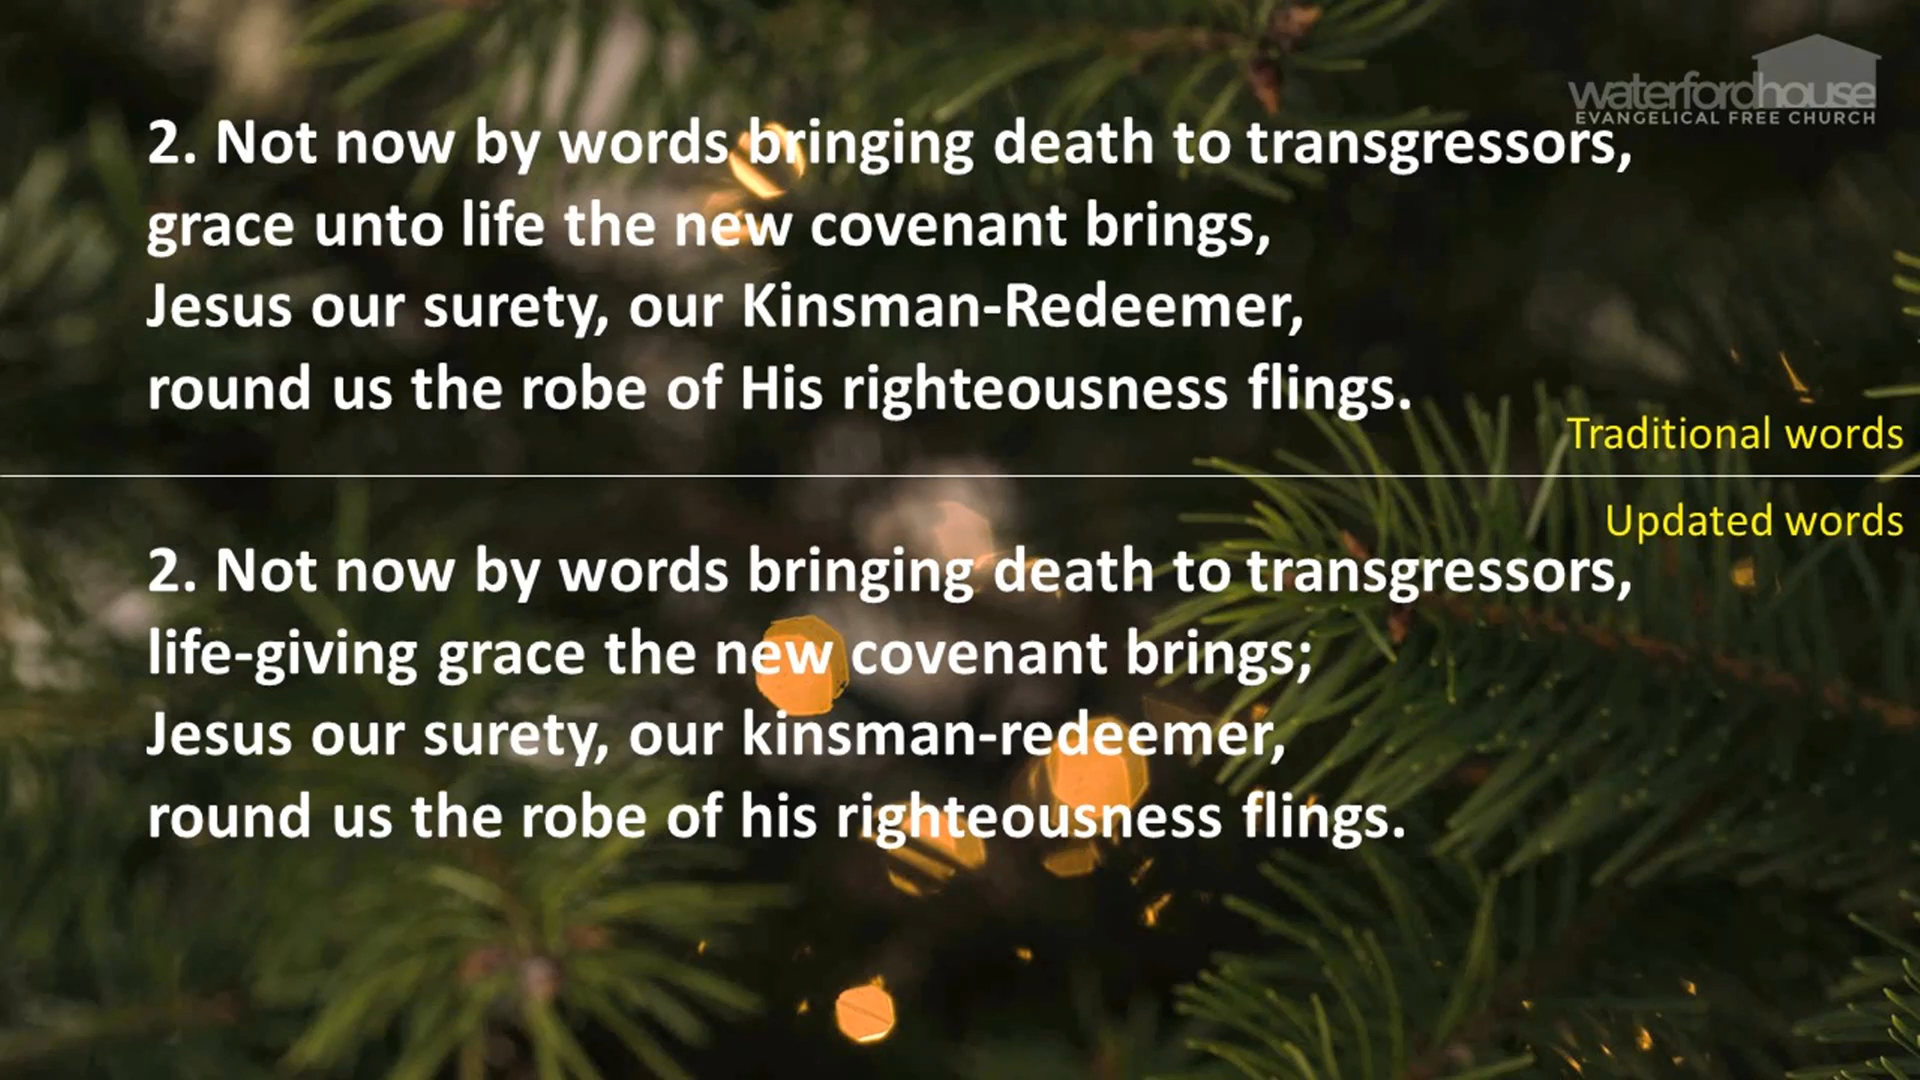 waterfordhouse
EVANGELICAL FREE CHURCH
2. Not now by words bringing death to transgressors,
grace unto life the new covenant brings,
Jesus our surety, our Kinsman-Redeemer,
round us the robe of His righteousness flings.
Traditional words
Updated words
2. Not now by words bringing death to transgressors,
life-giving grace the new covenant brings;
Jesus our surety, our kinsman-redeemer,
round us the robe of his righteousness flings.